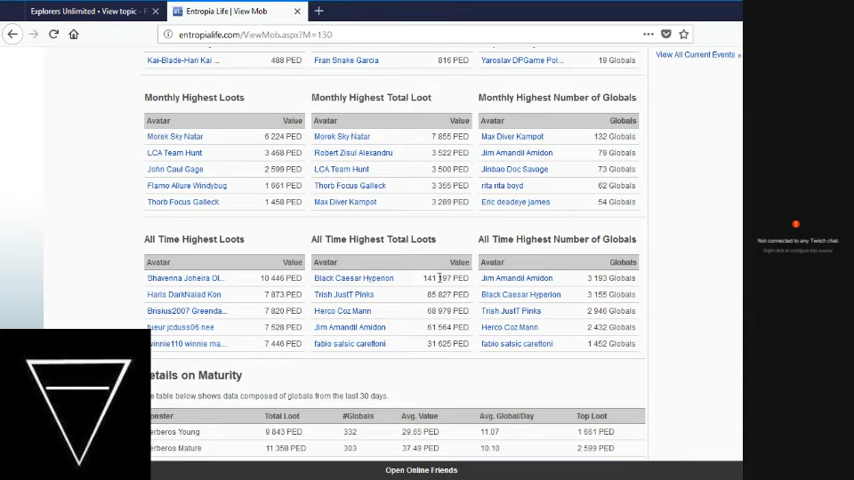 Explorers Unlimited • View topic - F
Entropia Life | View Mob
entropialife.com/ViewMob.aspx?M=130
View All Current Events »
Kai-Blade-Hari Kai ... 488 PED Fran Snake Garcia 816 PED Yaroslav DPGame Pol... 19 Globals
Monthly Highest Loots Monthly Highest Total Loot Monthly Highest Number of Globals
Avatar Value Avatar Value Avatar Globals
Morek Sky Natar 6 224 PED Morek Sky Natar 7 855 PED Max Diver Kampot 132 Globals
LCA Team Hunt 3 468 PED Robert Zisul Alexandru 3 522 PED Jim Amandil Amidon 79 Globals
John Caul Gage 2 599 PED LCA Team Hunt 3 500 PED Jinbao Doc Savage 73 Globals
Flamo Allure Windybug 1 661 PED Thorb Focus Galleck 3 355 PED rita rita boyd 62 Globals
Thorb Focus Galleck 1 458 PED Max Diver Kampot 3 289 PED Eric deadeye james 54 Globals
All Time Highest Loots All Time Highest Total Loots All Time Highest Number of Globals
Avatar Value Avatar Value Avatar Globals
Shavenna Joheira Ol... 10 446 PED Black Caesar Hyperion PED Jim Amandil Amidon 3 193 Globals
Haris DarkNaiad Kon 7 873 PED Trish JustT Pinks 85 827 PED Black Caesar Hyperion 3 155 Globals
Brisius2007 Greenda... 7 820 PED Herco Coz Mann 68 979 PED Trish JustT Pinks 2 946 Globals
tueur jcduss06 nee 7 528 PED Jim Amandil Amidon 61 564 PED Herco Coz Mann 2 432 Globals
winnie110 winnie ma... 7 446 PED fabio salsic carettoni 31 625 PED fabio salsic carettoni 1 452 Globals
etails on Maturity
e table below shows data composed of globals from the last 30 days.
onster Total Loot #Globals Avg. Value Avg. Global/Day Top Loot
erberos Young 9 843 PED 332 29.65 PED 11.07 1 661 PED
erberos Mature 11 358 PED 303 37.49 PED 10.10 2 599 PED
Open Online Friends
Not connected to any Twitch chat.